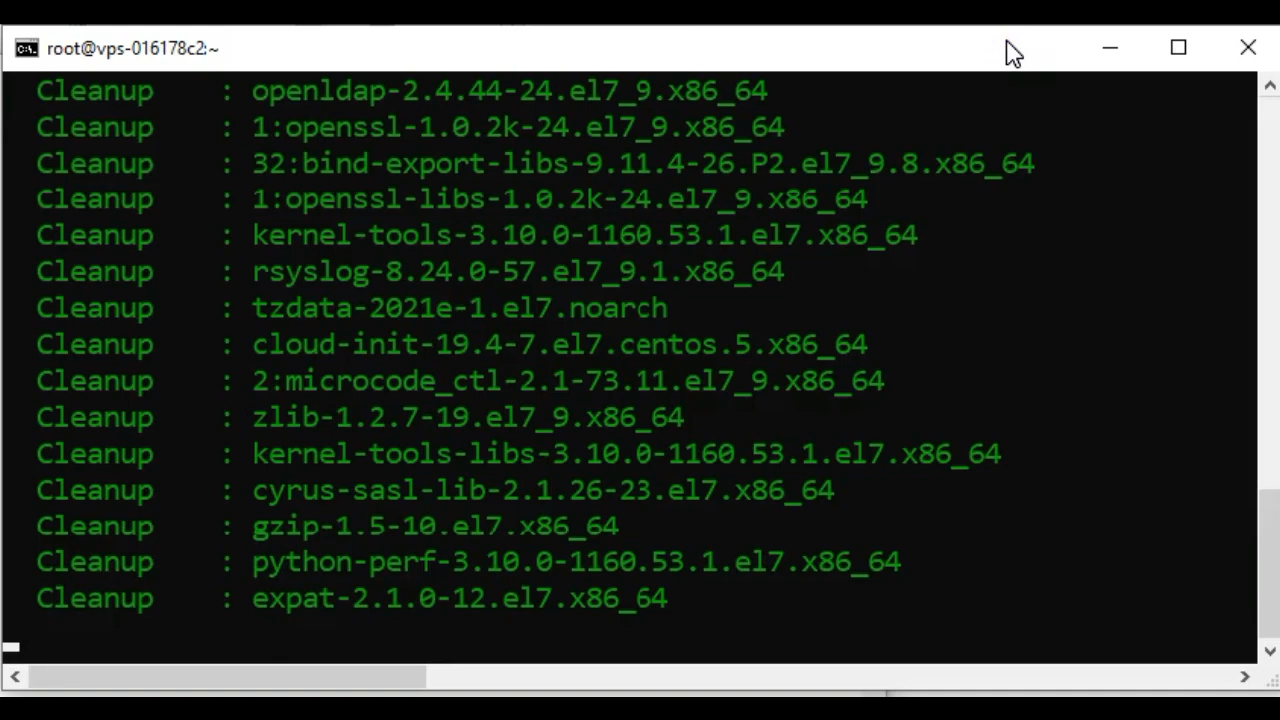 root@vps-016178c2:~
Cleanup : openldap-2.4.44-24.el7_9.x86_64
Cleanup : 1:openssl-1.0.2k-24.el7_9.x86_64
Cleanup : 32:bind-export-libs-9.11.4-26.P2.el7_9.8.x86_64
Cleanup : 1:openssl-libs-1.0.2k-24.el7_9.x86_64
Cleanup : kernel-tools-3.10.0-1160.53.1.el7.x86_64
Cleanup : rsyslog-8.24.0-57.el7_9.1.x86_64
Cleanup : tzdata-2021e-1.el7.noarch
Cleanup : cloud-init-19.4-7.el7.centos.5.x86_64
Cleanup : 2:microcode_ctl-2.1-73.11.el7_9.x86_64
Cleanup : zlib-1.2.7-19.el7_9.x86_64
Cleanup : kernel-tools-libs-3.10.0-1160.53.1.el7.x86_64
Cleanup : cyrus-sasl-lib-2.1.26-23.el7.x86_64
Cleanup : gzip-1.5-10.el7.x86_64
Cleanup : python-perf-3.10.0-1160.53.1.el7.x86_64
Cleanup : expat-2.1.0-12.el7.x86_64